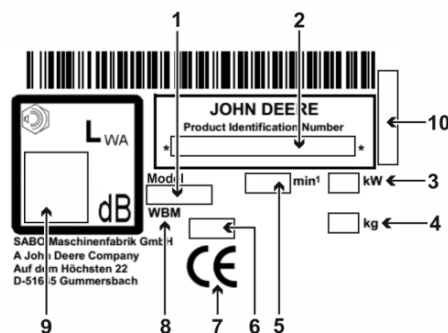 1
2
JOHN DEERE
Product Identification Number
* *
10
L WA
dB
Model
min¹
kW
3
WBM
kg
4
SABO Maschinenfabrik GmbH
A John Deere Company
Auf dem Höchsten 22
D-51645 Gummersbach
CE
9
8
7
6
5